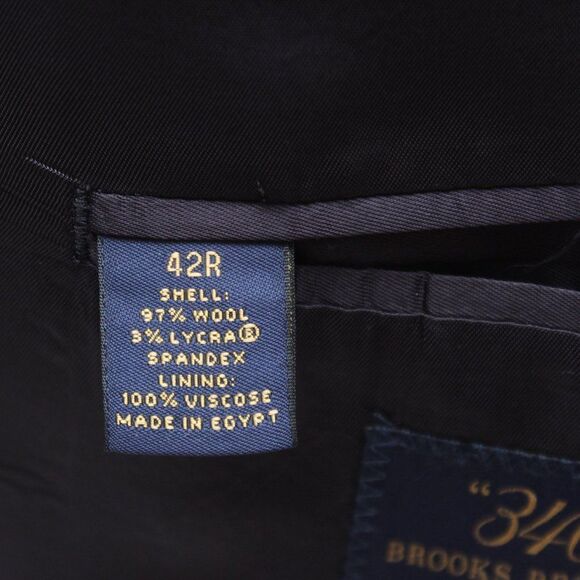 42R
SHELL:
97% WOOL
3% LYCRA®
SPANDEX
LINING:
100% VISCOSE
MADE IN EGYPT
"346
BROOKS